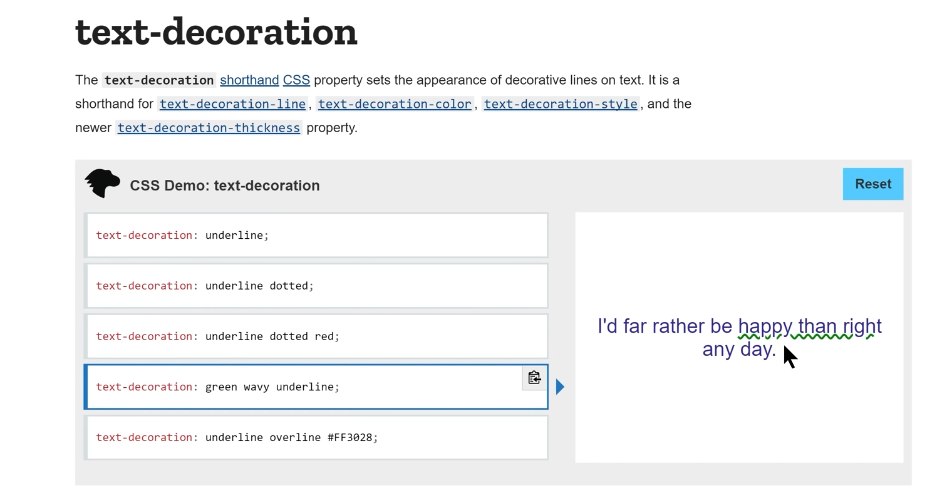 text-decoration
The text-decoration shorthand CSS property sets the appearance of decorative lines on text. It is a
shorthand for text-decoration-line, text-decoration-color, text-decoration-style, and the
newer text-decoration-thickness property.
CSS Demo: text-decoration
Reset
text-decoration: underline;
text-decoration: underline dotted;
text-decoration: underline dotted red;
text-decoration: green wavy underline;
text-decoration: underline overline #FF3028;
I'd far rather be happy than right
any day.